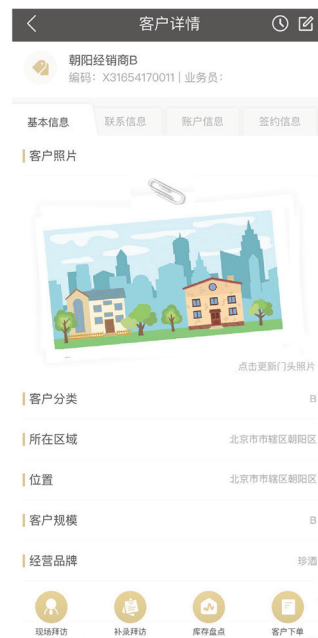 客户详情
朝阳经销商B
编码：X31654170011 | 业务员：
基本信息 联系信息 账户信息 签约信息
客户照片
点击更新门头照片
客户分类 B
所在区域 北京市市辖区朝阳区
位置 北京市市辖区朝阳区
客户规模 B
经营品牌 珍酒
现场拜访 补录拜访 库存盘点 客户下单